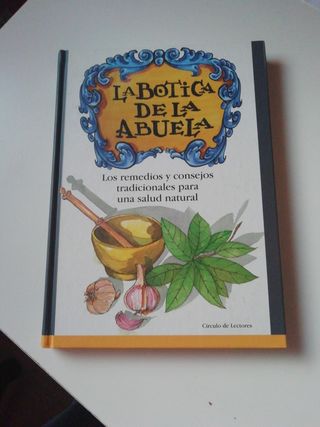 LA BOTICA
DE LA
ABUELA
Los remedios y consejos
tradicionales para
una salud natural
Círculo de Lectores